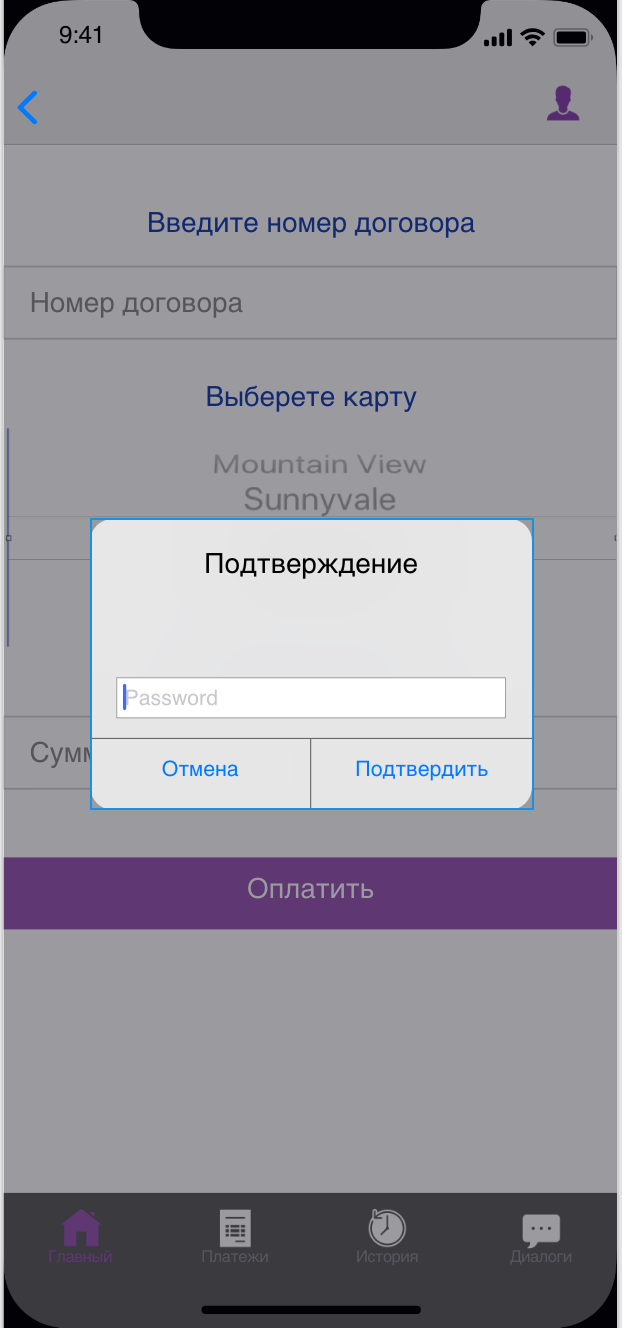 9:41
Введите номер договора
Номер договора
Выберете карту
Mountain View
Sunnyvale
Подтверждение
Password
Сумм
Отмена
Подтвердить
Оплатить
Главный
Платежи
История
Диалоги